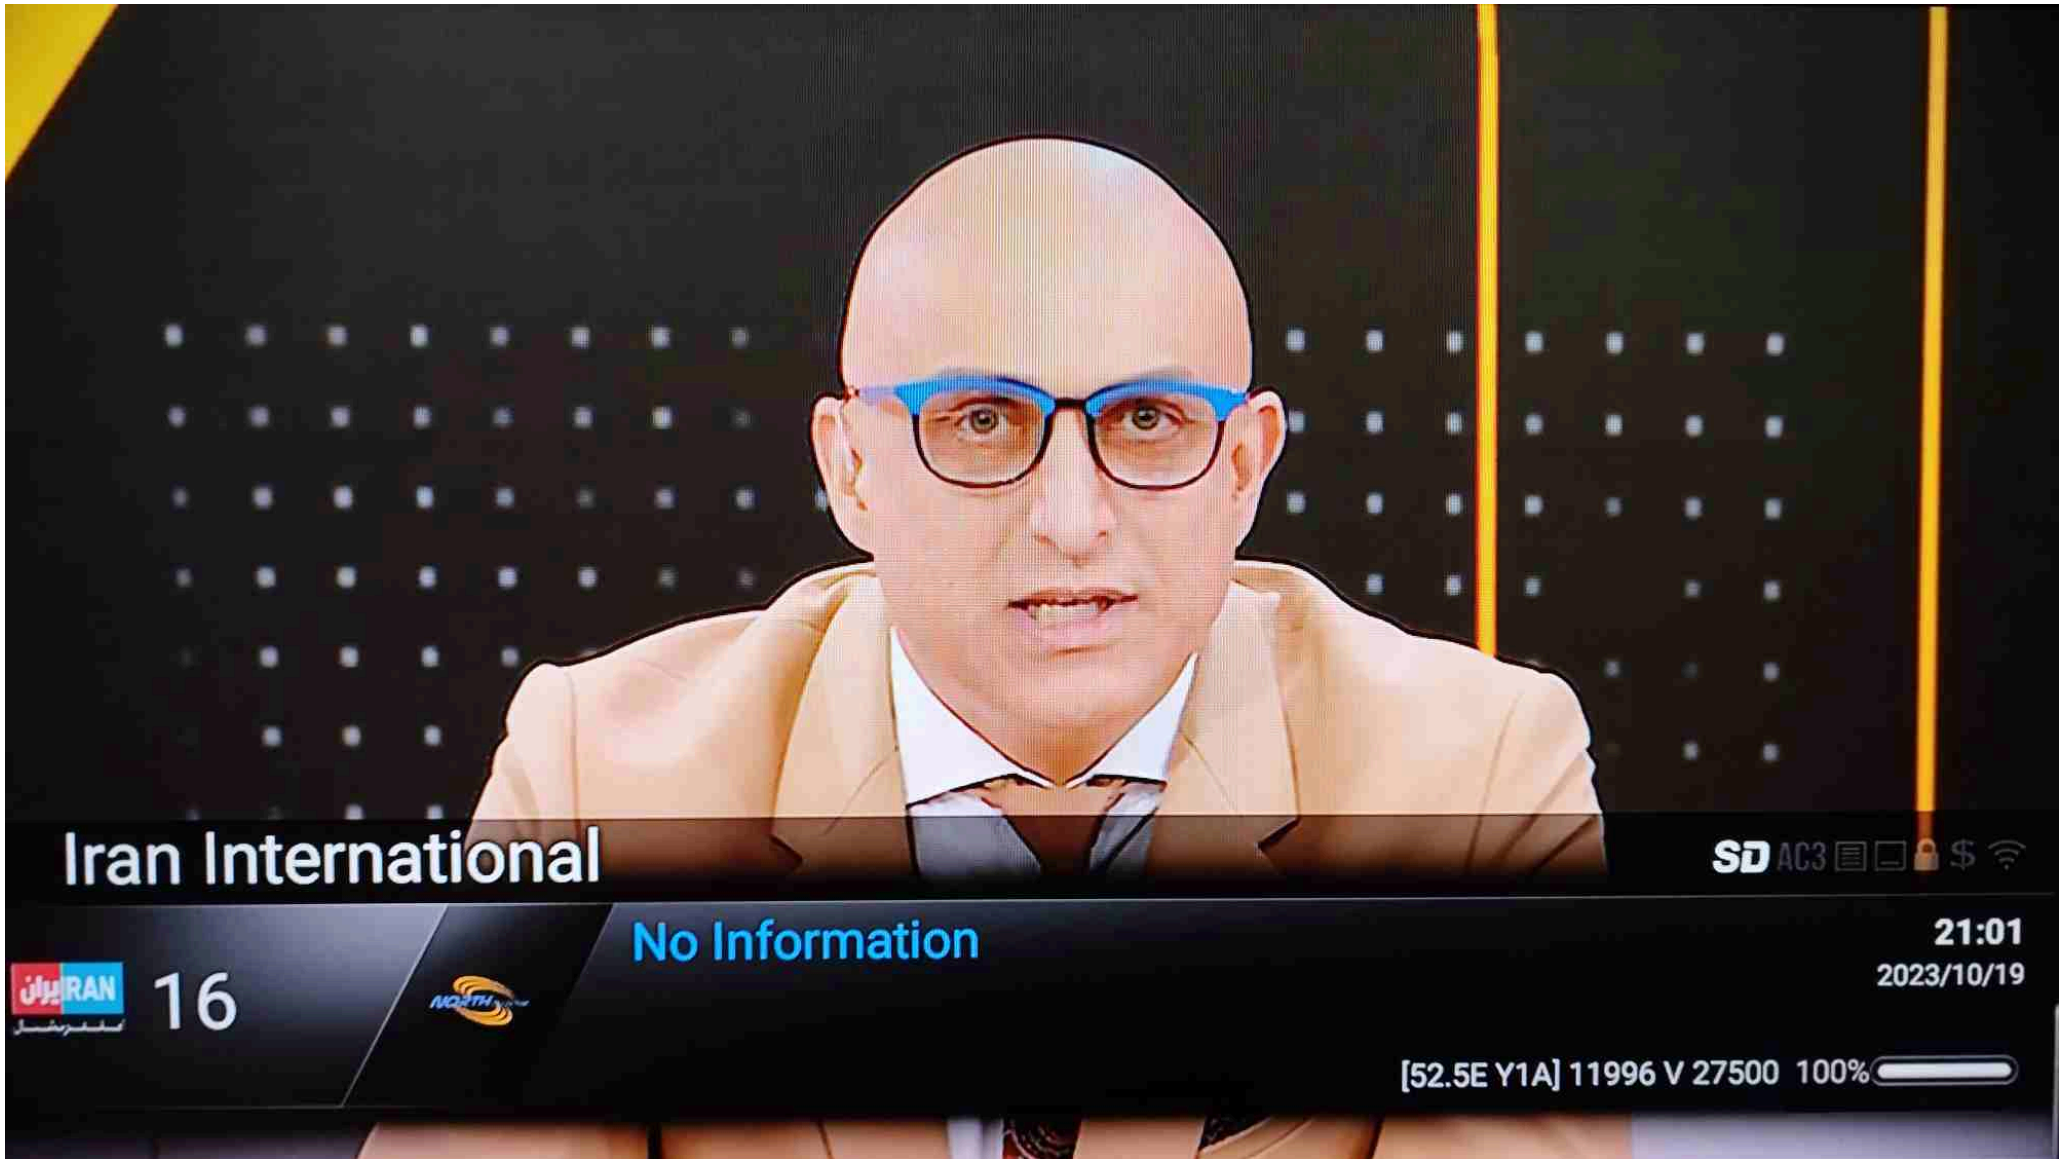 Iran International
SD AC3 $
No Information
21:01
2023/10/19
ایران IRAN
اینترنشنال
16
NORTH
[52.5E Y1A] 11996 V 27500 100%